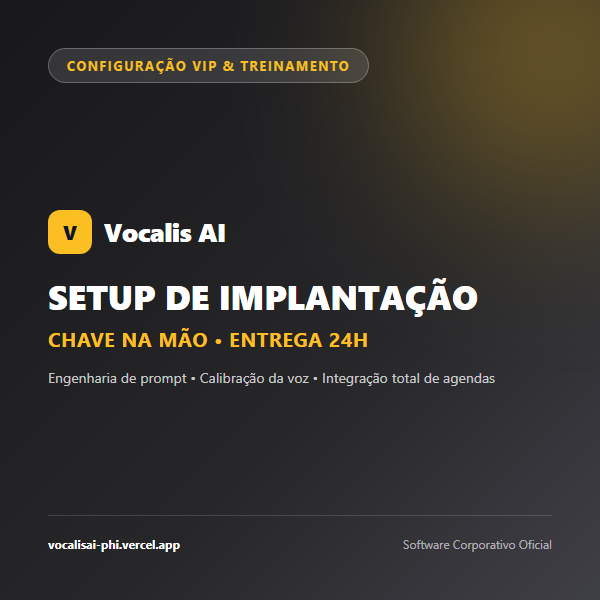 CONFIGURAÇÃO VIP & TREINAMENTO
V
Vocalis AI
SETUP DE IMPLANTAÇÃO
CHAVE NA MÃO • ENTREGA 24H
Engenharia de prompt • Calibração da voz • Integração total de agendas
vocalisai-phi.vercel.app
Software Corporativo Oficial